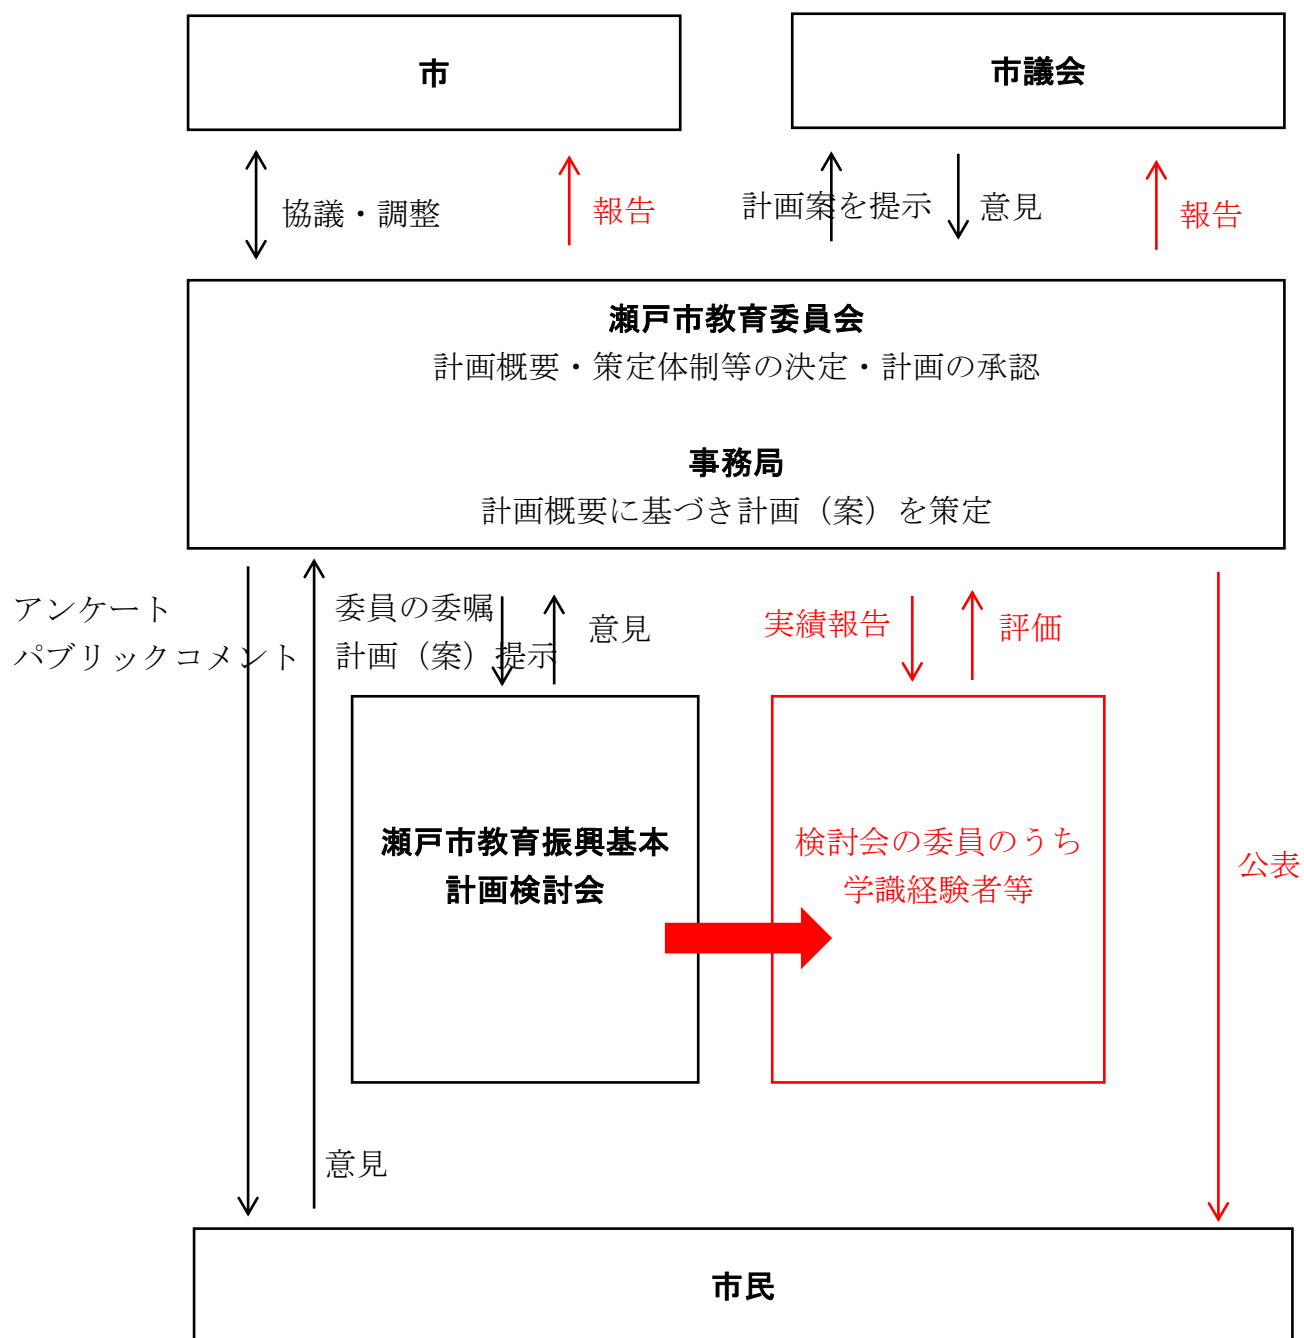 市
市議会
協議・調整
報告
計画案を提示
意見
報告
瀬戸市教育委員会
計画概要・策定体制等の決定・計画の承認
事務局
計画概要に基づき計画（案）を策定
アンケート
パブリックコメント
委員の委嘱
計画（案）提示
意見
実績報告
評価
瀬戸市教育振興基本
計画検討会
検討会の委員のうち
学識経験者等
公表
意見
市民